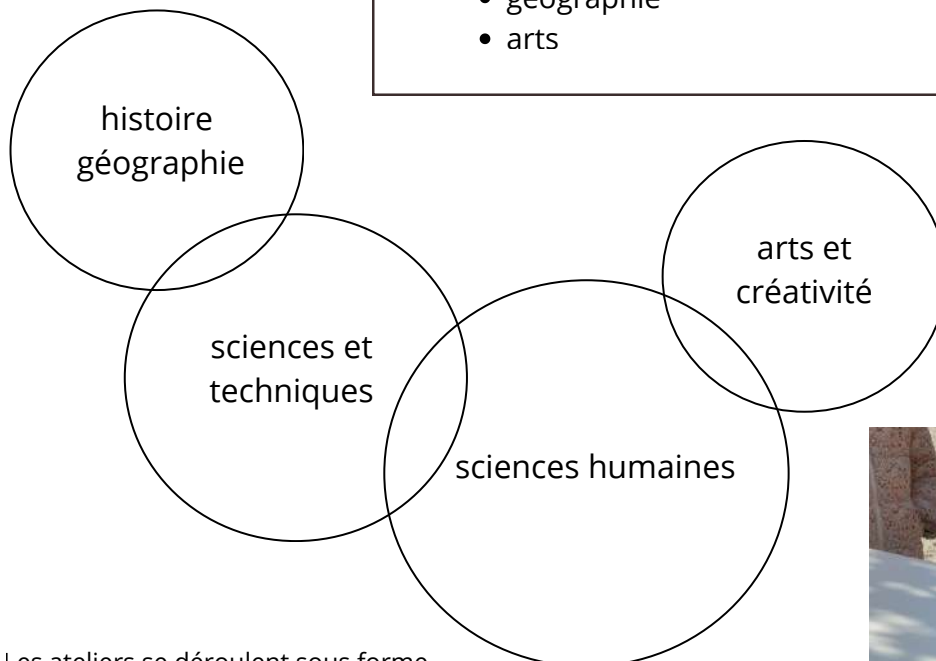 géographie
arts
histoire
géographie
arts et
créativité
sciences et
techniques
sciences humaines
Les ateliers se déroulent sous forme